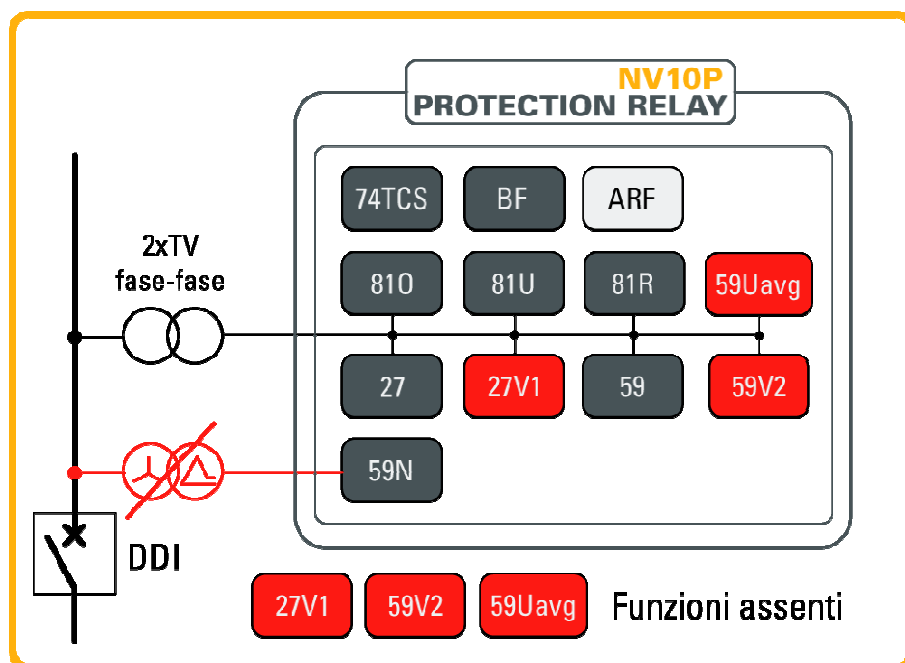 NV10P
PROTECTION RELAY
74TCS BF ARF
2xTV
fase-fase
81O 81U 81R 59Uavg
27 27V1 59 59V2
59N
DDI
27V1 59V2 59Uavg Funzioni assenti